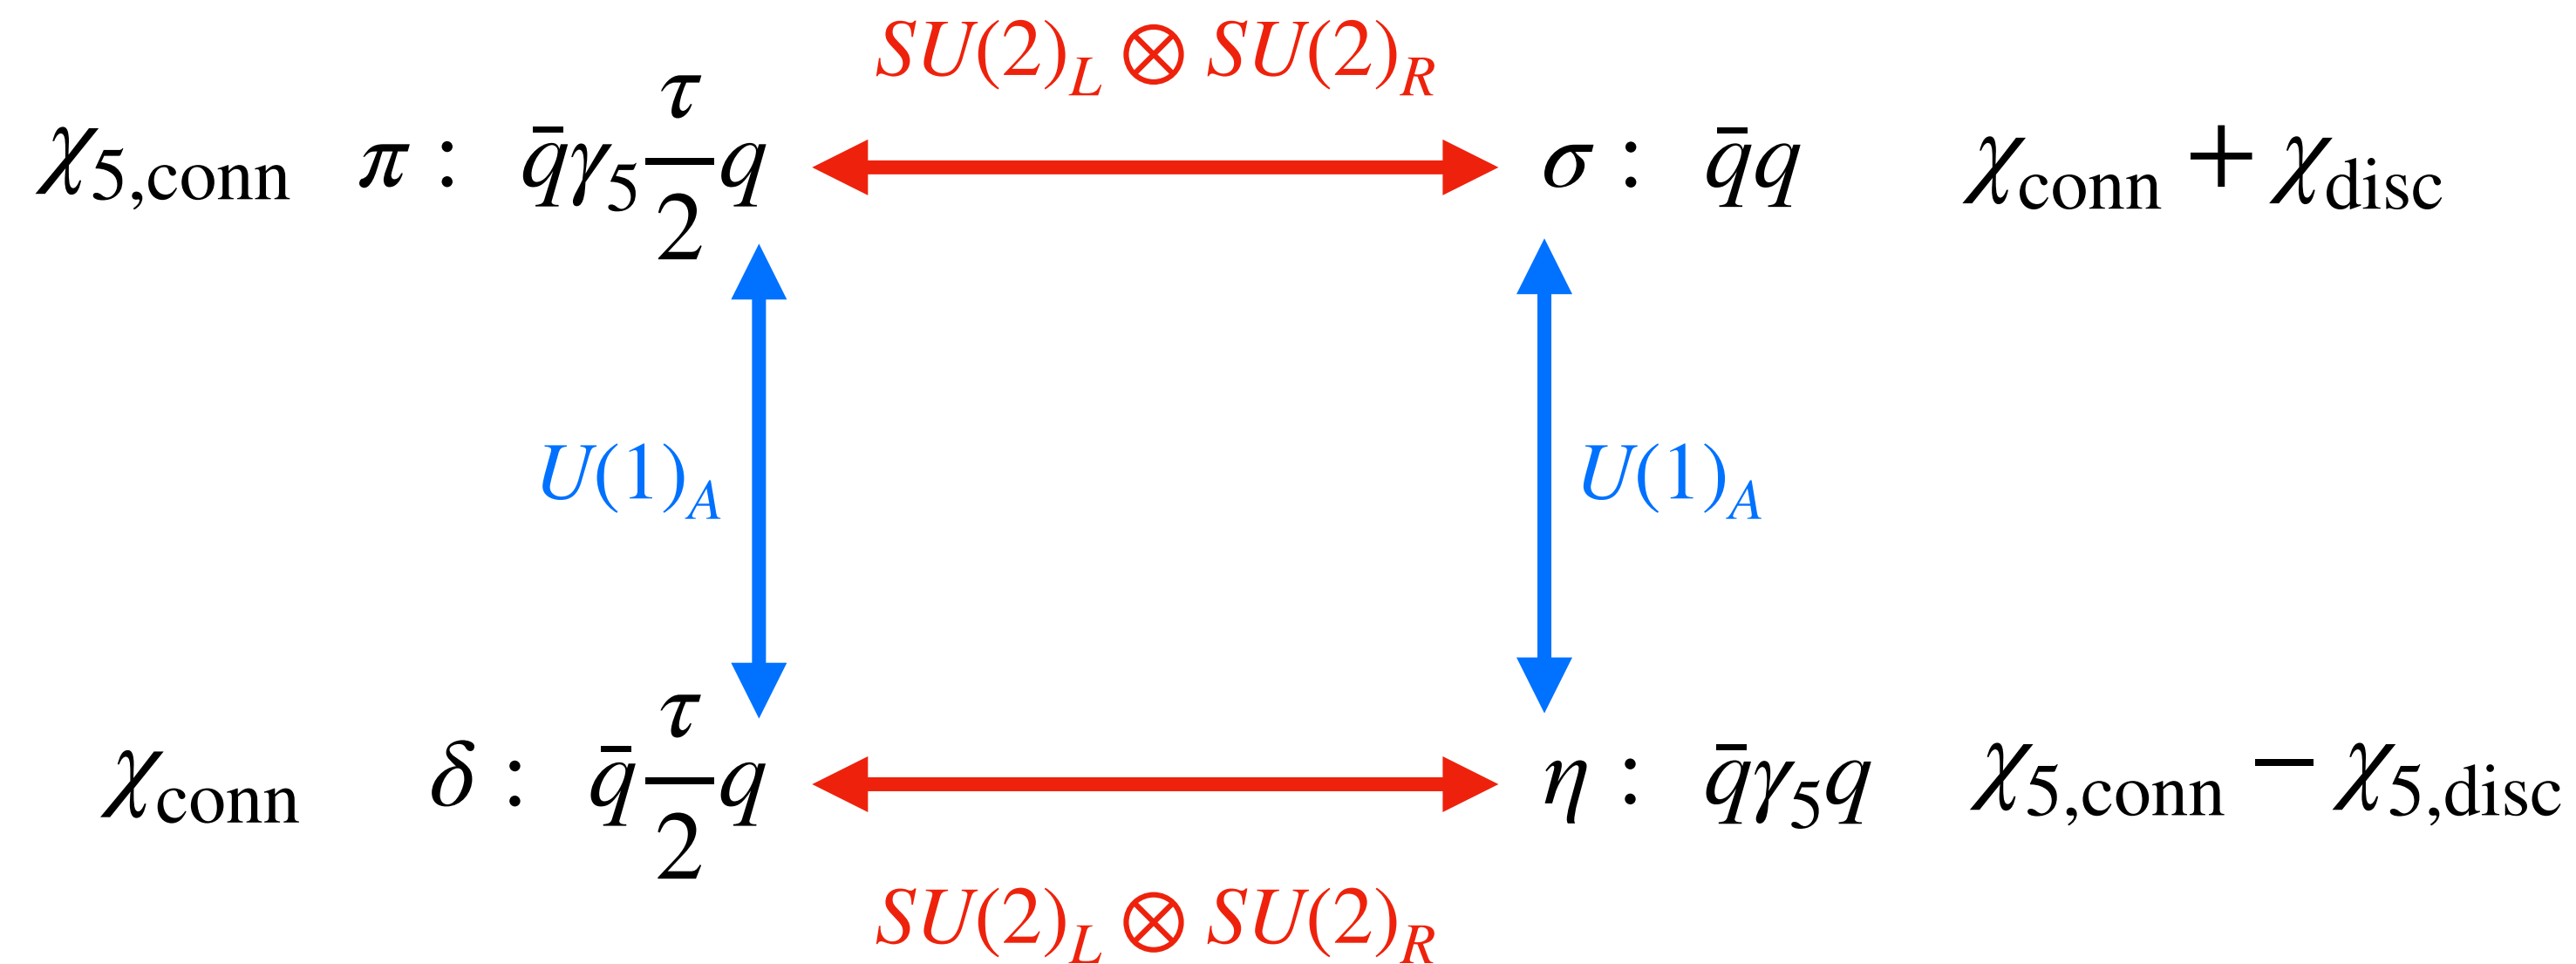 SU(2)_L ⊗ SU(2)_R
χ_{5,conn} π : q̄γ_5 τ/2 q σ : q̄q χ_conn + χ_disc
U(1)_A U(1)_A
χ_conn δ : q̄ τ/2 q η : q̄γ_5 q χ_{5,conn} − χ_{5,disc}
SU(2)_L ⊗ SU(2)_R